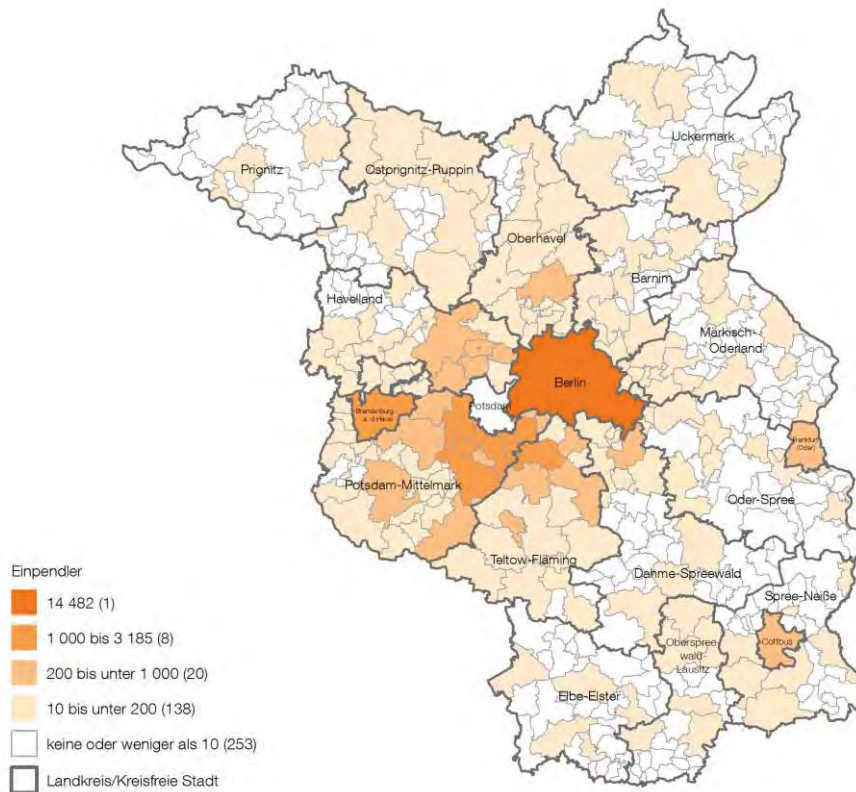 Uckermark
Prignitz
Ostprignitz-Ruppin
Oberhavel
Barnim
Havelland
Märkisch-
Oderland
Berlin
Potsdam
Brandenburg
a. d. Havel
Frankfurt
(Oder)
Potsdam-Mittelmark
Oder-Spree
Teltow-Fläming
Dahme-Spreewald
Spree-Neiße
Oberspree
wald-
Lausitz
Cottbus
Elbe-Elster
Einpendler
14 482 (1)
1 000 bis 3 185 (8)
200 bis unter 1 000 (20)
10 bis unter 200 (138)
keine oder weniger als 10 (253)
Landkreis/Kreisfreie Stadt